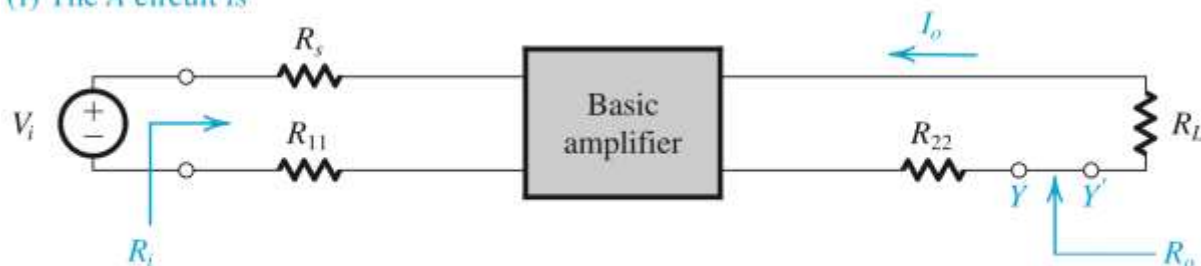 (f) The A circuit is
I_o
R_s
+
V_i
−
Basic
amplifier
R_L
R_11
R_22
Y
Y′
R_i
R_o